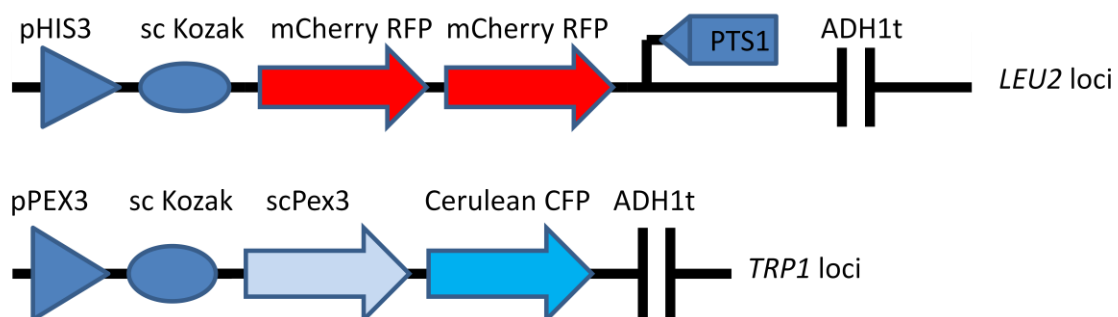 pHIS3 sc Kozak mCherry RFP mCherry RFP PTS1 ADH1t
LEU2 loci
pPEX3 sc Kozak scPex3 Cerulean CFP ADH1t
TRP1 loci